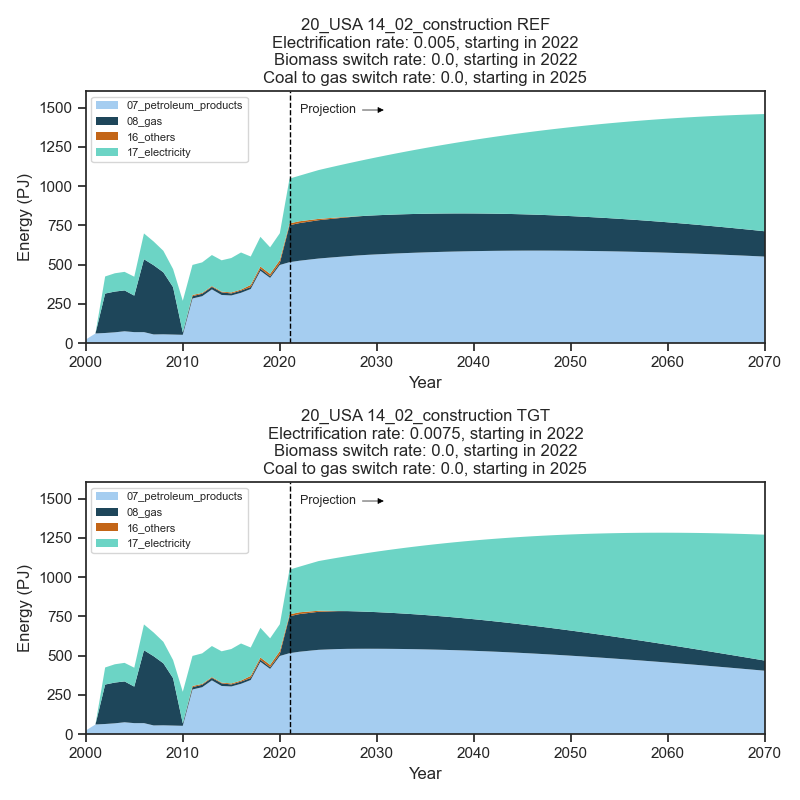 20_USA 14_02_construction REF
Electrification rate: 0.005, starting in 2022
Biomass switch rate: 0.0, starting in 2022
Coal to gas switch rate: 0.0, starting in 2025
1500
1250
1000
750
500
250
0
Energy (PJ)
07_petroleum_products
08_gas
16_others
17_electricity
Projection
2000 2010 2020 2030 2040 2050 2060 2070
Year
20_USA 14_02_construction TGT
Electrification rate: 0.0075, starting in 2022
Biomass switch rate: 0.0, starting in 2022
Coal to gas switch rate: 0.0, starting in 2025
1500
1250
1000
750
500
250
0
Energy (PJ)
07_petroleum_products
08_gas
16_others
17_electricity
Projection
2000 2010 2020 2030 2040 2050 2060 2070
Year